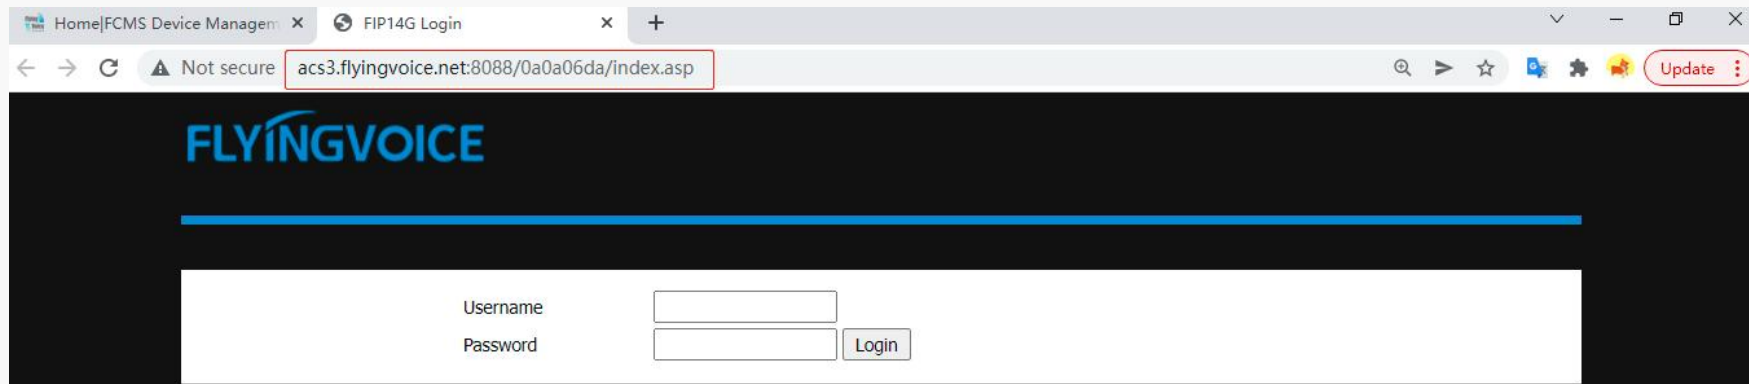 Home|FCMS Device Managem
FIP14G Login
Not secure
acs3.flyingvoice.net:8088/0a0a06da/index.asp
Update
FLYINGVOICE
Username
Password
Login